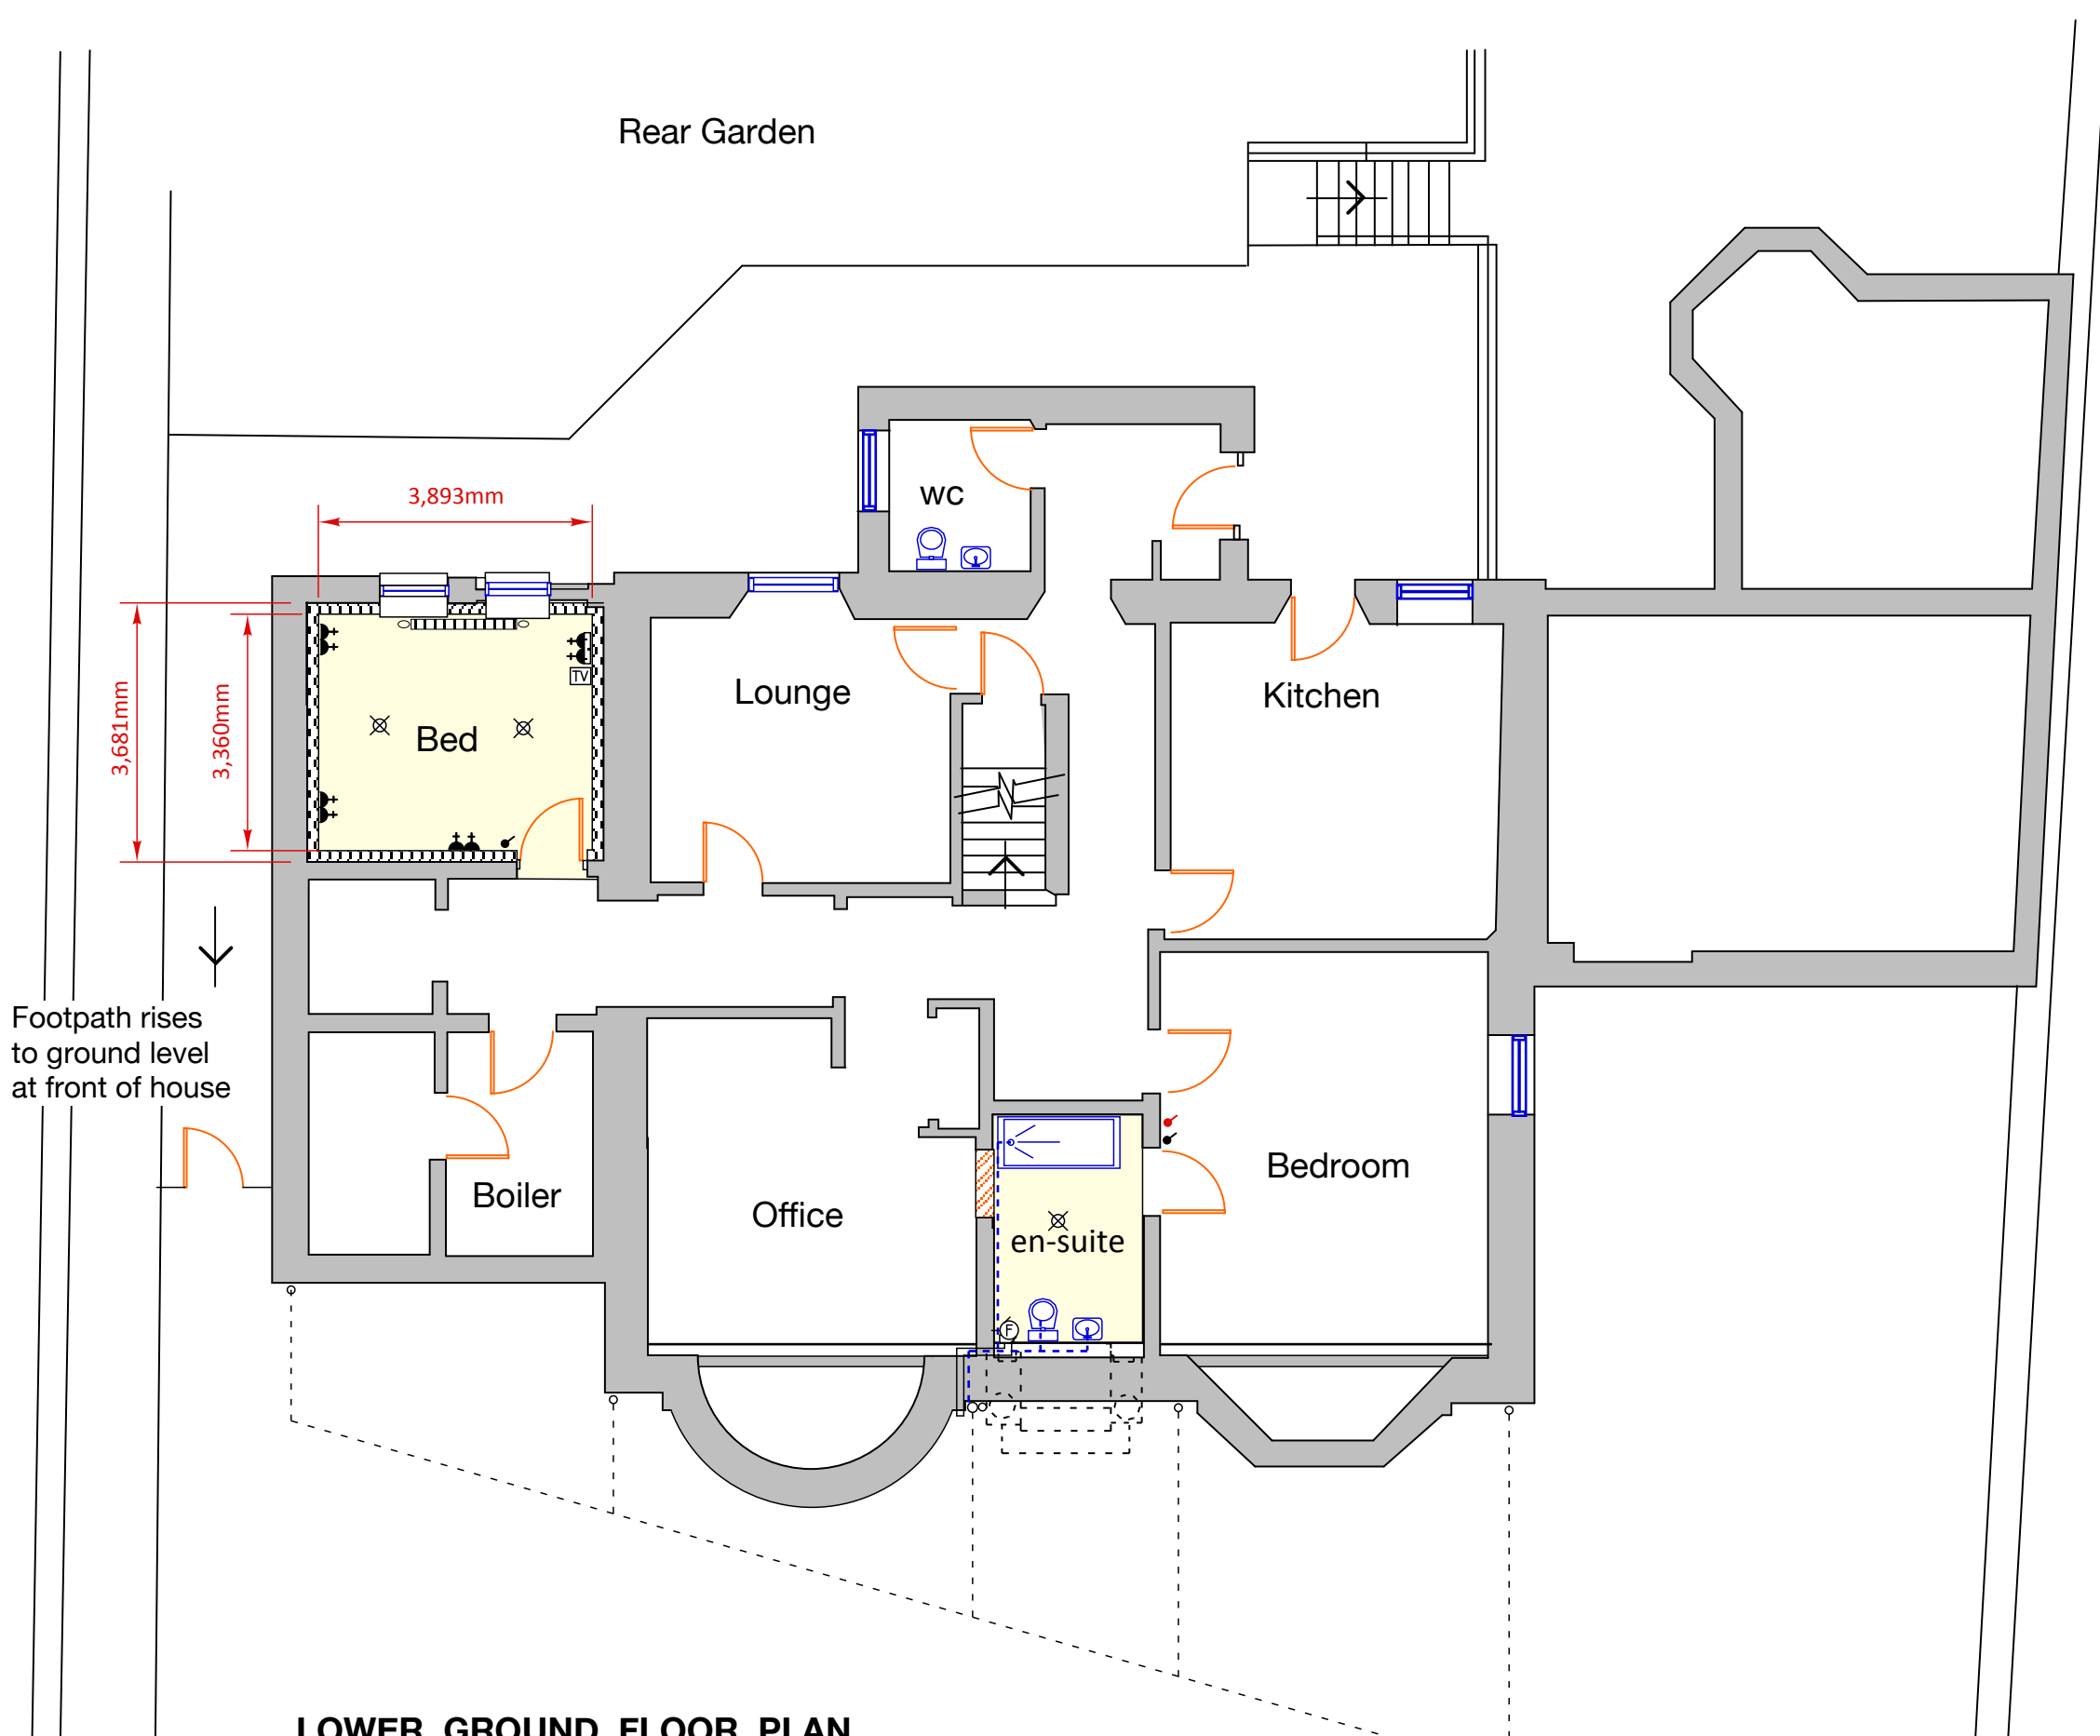 Rear Garden
3,893mm
wc
3,681mm
3,360mm
TV
Bed
Lounge
Kitchen
Footpath rises
to ground level
at front of house
Boiler
Office
en-suite
Bedroom
F
LOWER GROUND FLOOR PLAN